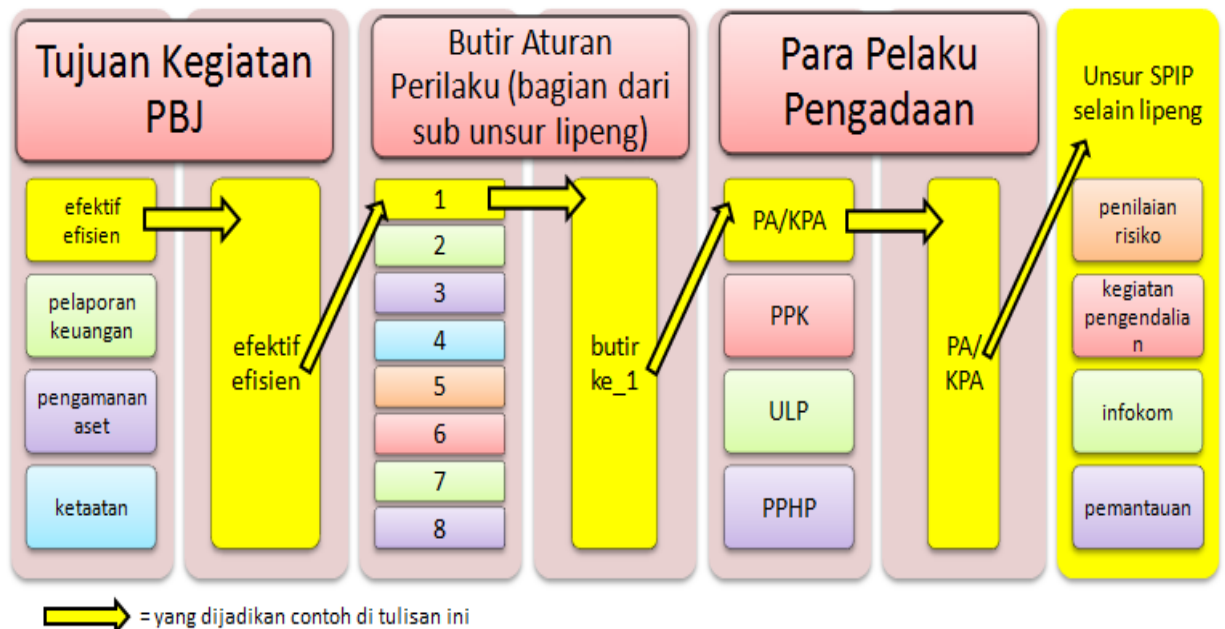 Tujuan Kegiatan
PBJ
Butir Aturan
Perilaku (bagian dari
sub unsur lipeng)
Para Pelaku
Pengadaan
Unsur SPIP
selain lipeng
efektif
efisien
pelaporan
keuangan
pengamanan
aset
ketaatan
efektif
efisien
1
2
3
4
5
6
7
8
butir
ke_1
PA/KPA
PPK
ULP
PPHP
PA/
KPA
penilaian
risiko
kegiatan
pengendalia
n
infokom
pemantauan
= yang dijadikan contoh di tulisan ini